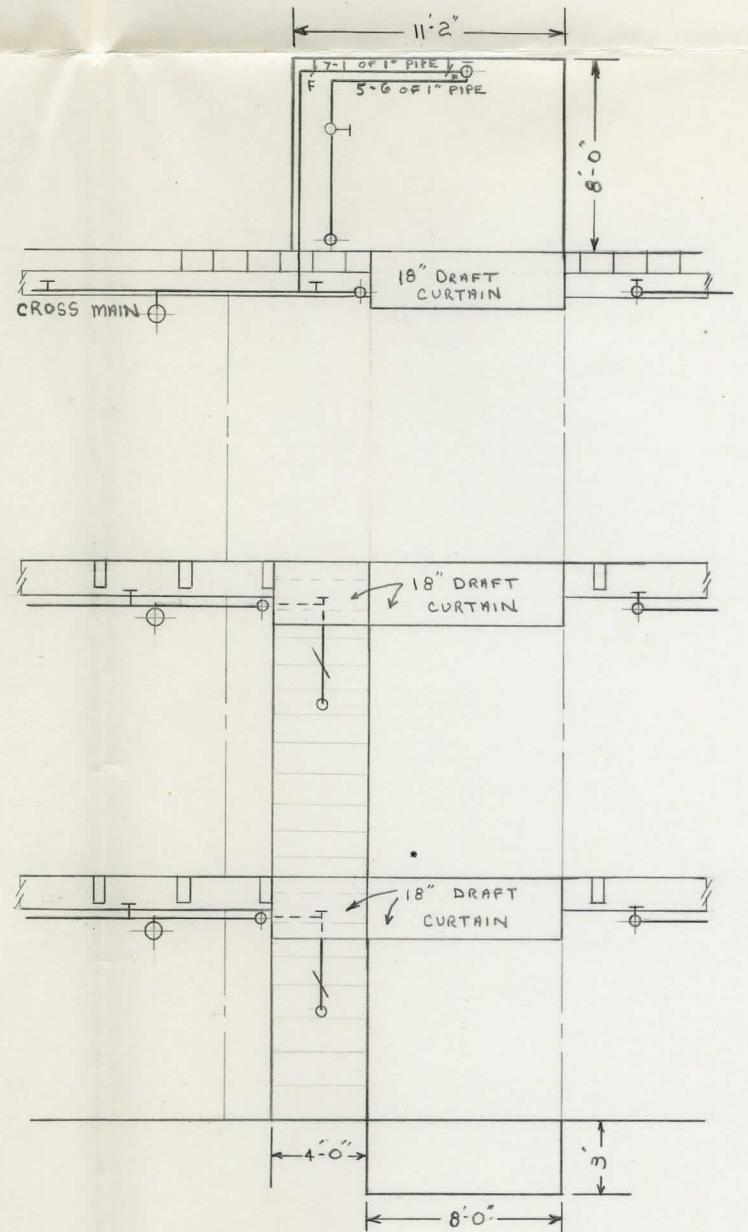 11'-2"
7-1 OF 1" PIPE
F
F
5-6 OF 1" PIPE
8'-0"
18" DRAFT
CURTAIN
CROSS MAIN
18" DRAFT
CURTAIN
18" DRAFT
CURTAIN
4'-0"
3'
8'-0"